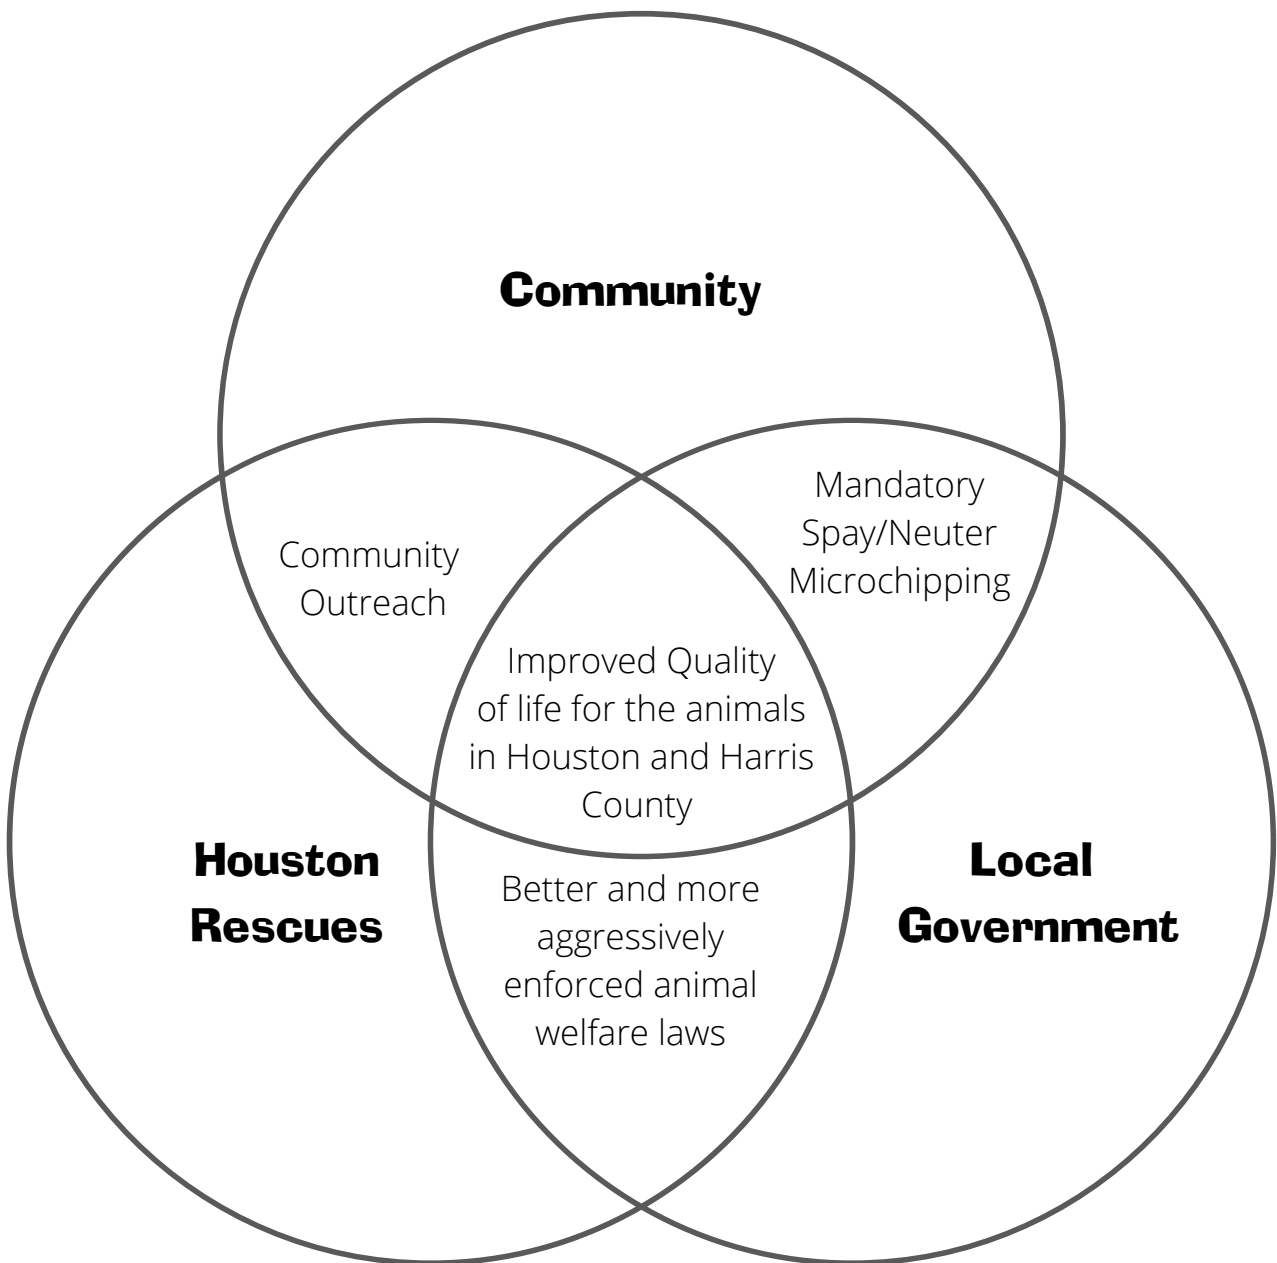 Community
Community
Outreach
Mandatory
Spay/Neuter
Microchipping
Improved Quality
of life for the animals
in Houston and Harris
County
Houston
Rescues
Local
Government
Better and more
aggressively
enforced animal
welfare laws